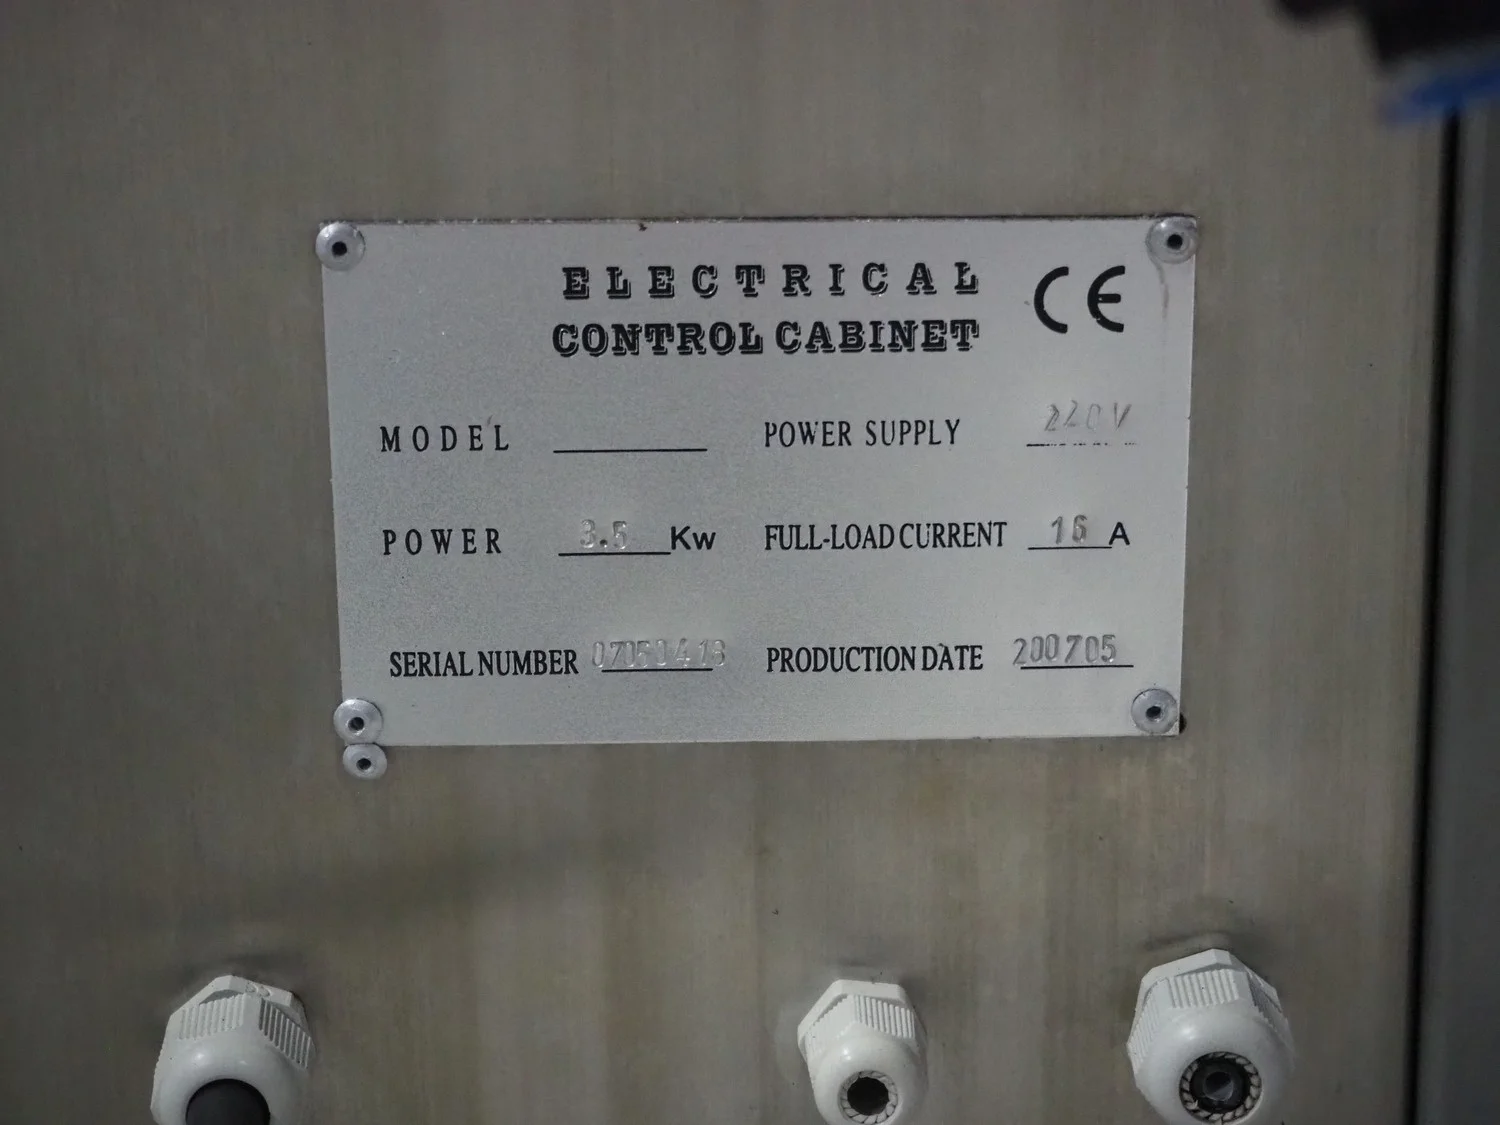 ELECTRICAL
CONTROL CABINET CE
MODEL POWER SUPPLY 220V
POWER 3.5 Kw FULL-LOAD CURRENT 16 A
SERIAL NUMBER 07050418 PRODUCTION DATE 200705